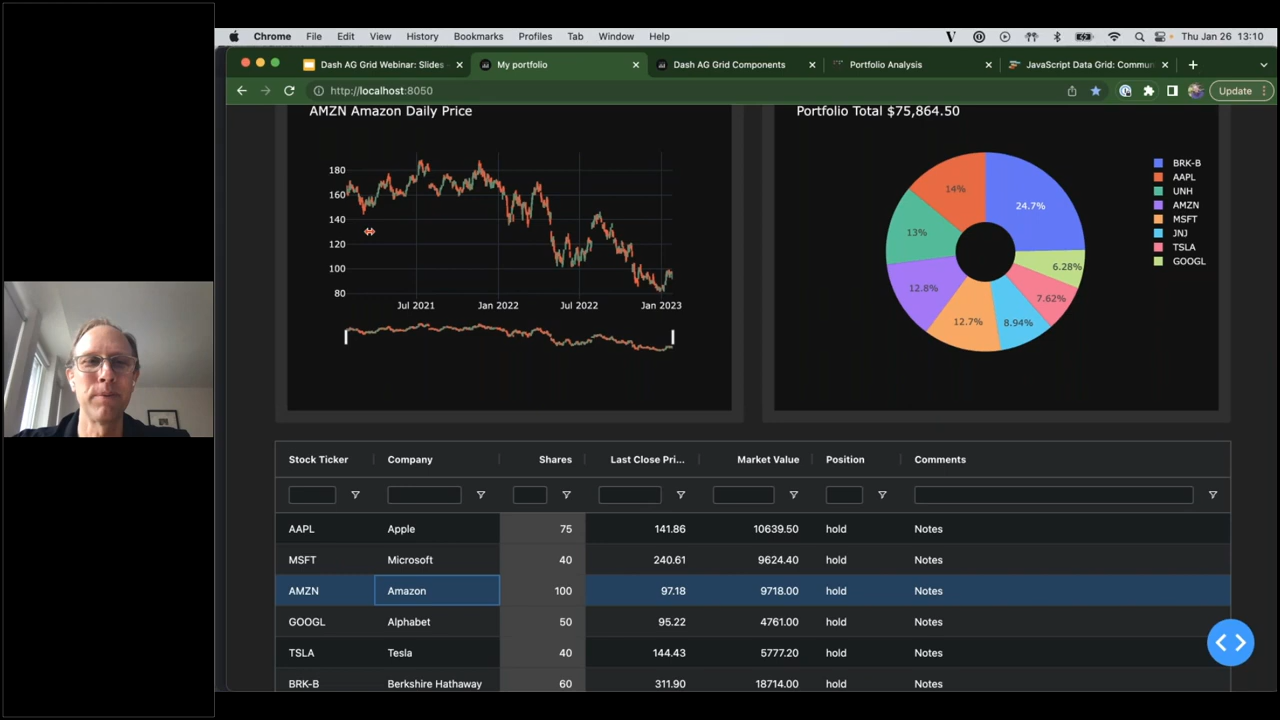 Chrome File Edit View History Bookmarks Profiles Tab Window Help Thu Jan 26 13:10
Dash AG Grid Webinar: Slides - My portfolio Dash AG Grid Components Portfolio Analysis JavaScript Data Grid: Commun
http://localhost:8050 Update
AMZN Amazon Daily Price
180
160
140
120
100
80
Jul 2021 Jan 2022 Jul 2022 Jan 2023
Portfolio Total $75,864.50
24.7%
14%
13%
12.8%
12.7%
8.94%
7.62%
6.28%
BRK-B
AAPL
UNH
AMZN
MSFT
JNJ
TSLA
GOOGL
Stock Ticker Company Shares Last Close Pri... Market Value Position Comments
AAPL Apple 75 141.86 10639.50 hold Notes
MSFT Microsoft 40 240.61 9624.40 hold Notes
AMZN Amazon 100 97.18 9718.00 hold Notes
GOOGL Alphabet 50 95.22 4761.00 hold Notes
TSLA Tesla 40 144.43 5777.20 hold Notes
BRK-B Berkshire Hathaway 60 311.90 18714.00 hold Notes